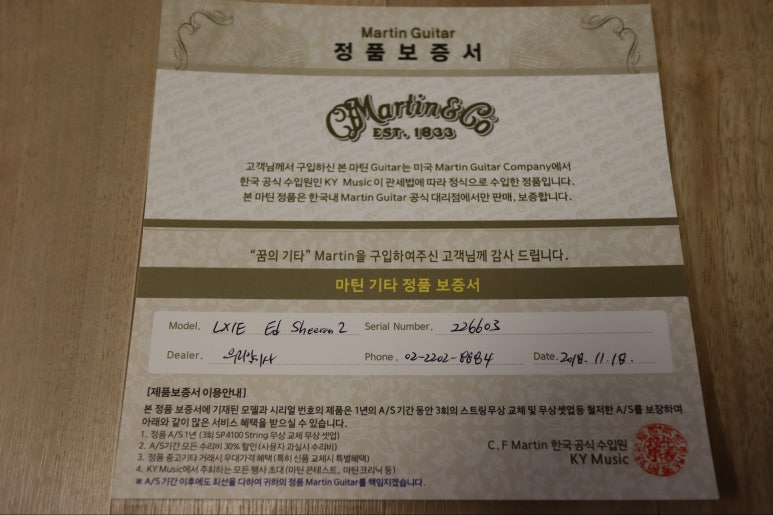 Martin Guitar
정 품 보 증 서
CF Martin & Co
EST. 1833
고객님께서 구입하신 본 마틴 Guitar는 미국 Martin Guitar Company에서
한국 공식 수입원인 KY Music이 관세법에 따라 정식으로 수입한 정품입니다.
본 마틴 정품은 한국내 Martin Guitar 공식 대리점에서만 판매, 보증합니다.
"꿈의 기타" Martin을 구입하여주신 고객님께 감사 드립니다.
마틴 기타 정품 보증서
Model. LX1E Ed Sheeran 2 Serial Number. 226603
Dealer. Phone. 02-2202-8884 Date. 2018. 11. 18.
[제품보증서 이용안내]
본 정품 보증서에 기재된 모델과 시리얼 번호의 제품은 1년의 A/S 기간 동안 3회의 스트링 무상 교체 및 무상셋업등 철저한 A/S를 보장하며
아래와 같이 많은 서비스 혜택을 받으실 수 있습니다.
1. 정품 A/S 1년 (3회 SP4100 String 무상 교체 무상 셋업)
2. A/S기간 모든 수리비 30% 할인 (사용자 과실시 수리비)
3. 정품 중고기타 거래시 우대가격 혜택 (특히 신품 교체시 특별혜택)
4. KY Music에서 주최하는 모든 행사 초대 (마틴 콘테스트, 마틴크리닉 등)
※ A/S 기간 이후에도 최선을 다하여 귀하의 정품 Martin Guitar를 책임지겠습니다.
C.F Martin 한국 공식 수입원
KY Music